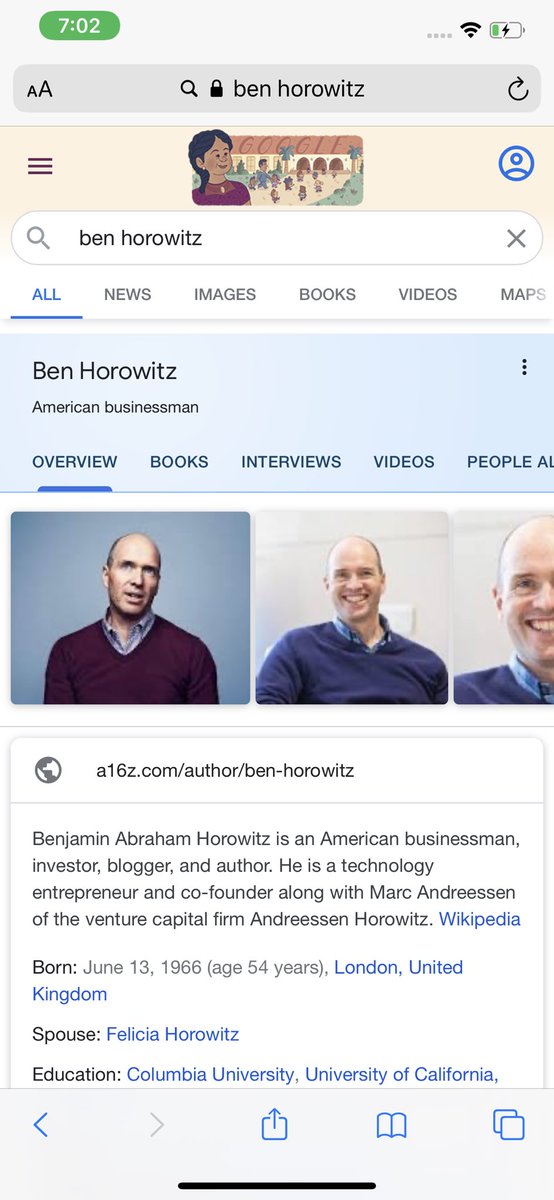 7:02
AA ben horowitz
GOOGLE
ben horowitz
ALL NEWS IMAGES BOOKS VIDEOS MAPS
Ben Horowitz
American businessman
OVERVIEW BOOKS INTERVIEWS VIDEOS PEOPLE AL
a16z.com/author/ben-horowitz
Benjamin Abraham Horowitz is an American businessman,
investor, blogger, and author. He is a technology
entrepreneur and co-founder along with Marc Andreessen
of the venture capital firm Andreessen Horowitz. Wikipedia
Born: June 13, 1966 (age 54 years), London, United
Kingdom
Spouse: Felicia Horowitz
Education: Columbia University, University of California,